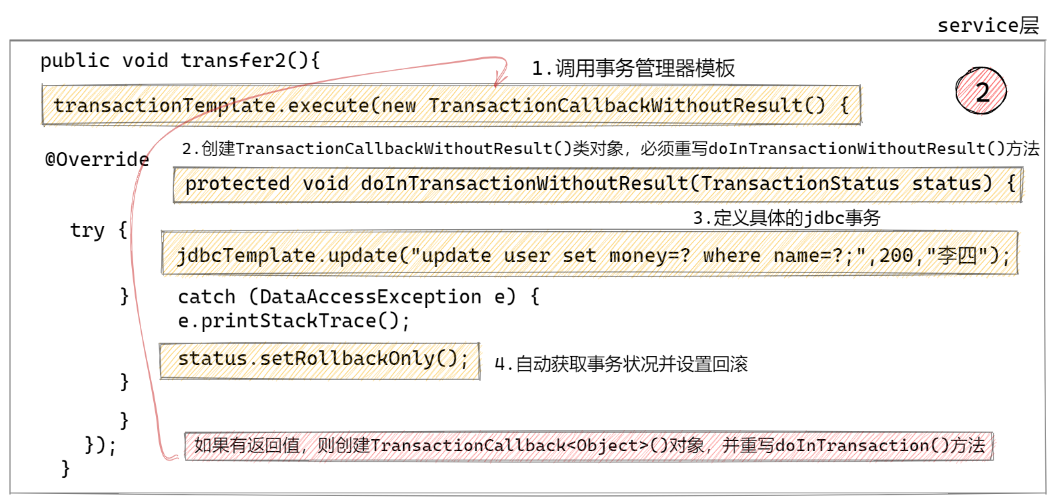 service层
public void transfer2(){
1.调用事务管理器模板
2
transactionTemplate.execute(new TransactionCallbackWithoutResult() {
2.创建TransactionCallbackWithoutResult()类对象，必须重写doInTransactionWithoutResult()方法
@Override
protected void doInTransactionWithoutResult(TransactionStatus status) {
3.定义具体的jdbc事务
try {
jdbcTemplate.update("update user set money=? where name=?;",200,"李四");
} catch (DataAccessException e) {
e.printStackTrace();
status.setRollbackOnly();
4.自动获取事务状况并设置回滚
}
}
});
如果有返回值，则创建TransactionCallback<Object>()对象，并重写doInTransaction()方法
}